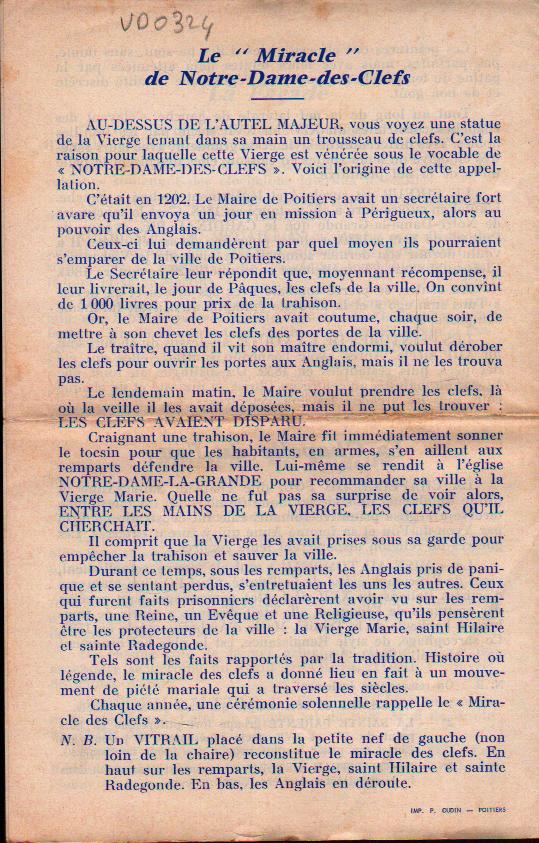 VD0324
Le “ Miracle ”
de Notre-Dame-des-Clefs
AU-DESSUS DE L'AUTEL MAJEUR, vous voyez une statue
de la Vierge tenant dans sa main un trousseau de clefs. C'est la
raison pour laquelle cette Vierge est vénérée sous le vocable de
« NOTRE-DAME-DES-CLEFS ». Voici l'origine de cette appel-
lation.
C'était en 1202. Le Maire de Poitiers avait un secrétaire fort
avare qu'il envoya un jour en mission à Périgueux, alors au
pouvoir des Anglais.
Ceux-ci lui demandèrent par quel moyen ils pourraient
s'emparer de la ville de Poitiers.
Le Secrétaire leur répondit que, moyennant récompense, il
leur livrerait, le jour de Pâques, les clefs de la ville. On convînt
de 1 000 livres pour prix de la trahison.
Or, le Maire de Poitiers avait coutume, chaque soir, de
mettre à son chevet les clefs des portes de la ville.
Le traître, quand il vit son maître endormi, voulut dérober
les clefs pour ouvrir les portes aux Anglais, mais il ne les trouva
pas.
Le lendemain matin, le Maire voulut prendre les clefs, là
où la veille il les avait déposées, mais il ne put les trouver :
LES CLEFS AVAIENT DISPARU.
Craignant une trahison, le Maire fit immédiatement sonner
le tocsin pour que les habitants, en armes, s'en aillent aux
remparts défendre la ville. Lui-même se rendit à l'église
NOTRE-DAME-LA-GRANDE pour recommander sa ville à la
Vierge Marie. Quelle ne fut pas sa surprise de voir alors,
ENTRE LES MAINS DE LA VIERGE, LES CLEFS QU'IL
CHERCHAIT.
Il comprit que la Vierge les avait prises sous sa garde pour
empêcher la trahison et sauver la ville.
Durant ce temps, sous les remparts, les Anglais pris de pani-
que et se sentant perdus, s'entretuaient les uns les autres. Ceux
qui furent faits prisonniers déclarèrent avoir vu sur les rem-
parts, une Reine, un Evêque et une Religieuse, qu'ils pensèrent
être les protecteurs de la ville : la Vierge Marie, saint Hilaire
et sainte Radegonde.
Tels sont les faits rapportés par la tradition. Histoire où
légende, le miracle des clefs a donné lieu en fait à un mouve-
ment de piété mariale qui a traversé les siècles.
Chaque année, une cérémonie solennelle rappelle le « Mira-
cle des Clefs ».
N. B. Un VITRAIL placé dans la petite nef de gauche (non
loin de la chaire) reconstitue le miracle des clefs. En
haut sur les remparts, la Vierge, saint Hilaire et sainte
Radegonde. En bas, les Anglais en déroute.
IMP. P. OUDIN — POITIERS